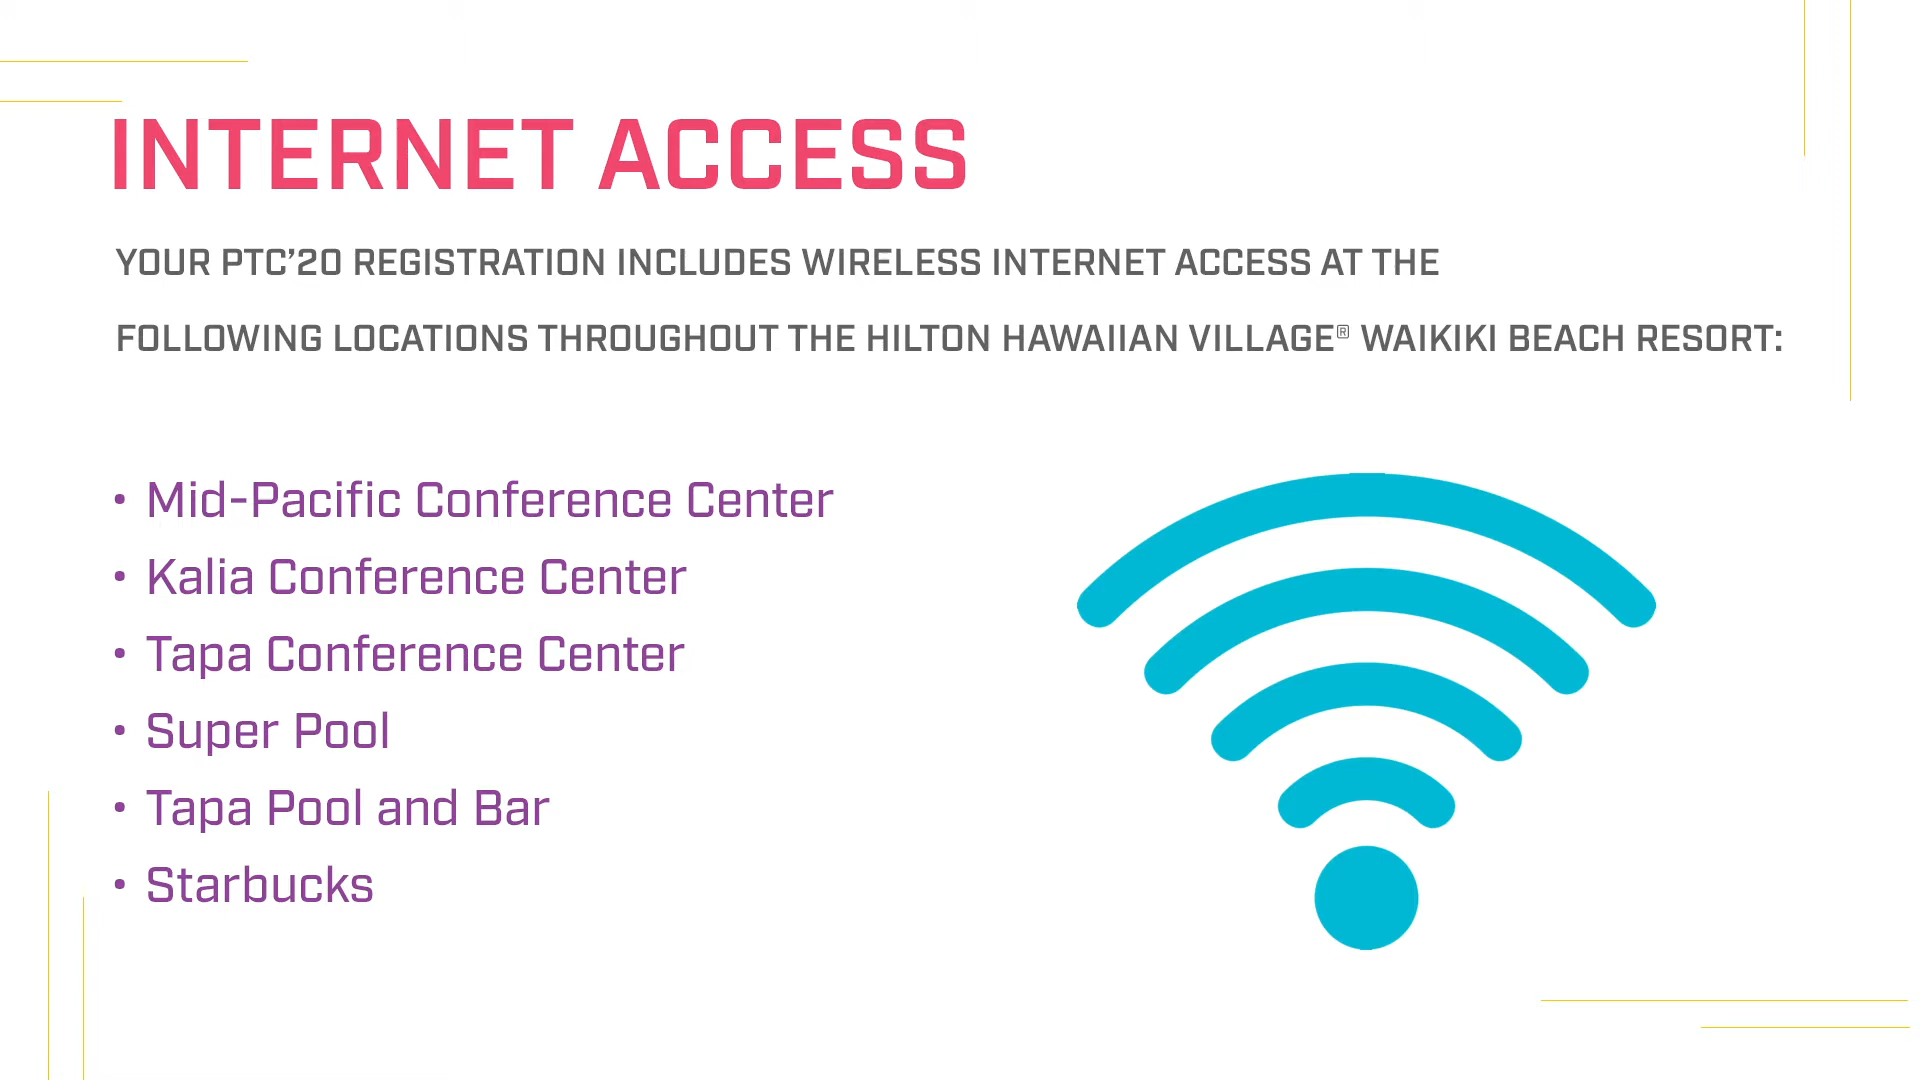 INTERNET ACCESS
YOUR PTC’20 REGISTRATION INCLUDES WIRELESS INTERNET ACCESS AT THE
FOLLOWING LOCATIONS THROUGHOUT THE HILTON HAWAIIAN VILLAGE® WAIKIKI BEACH RESORT:
• Mid-Pacific Conference Center
• Kalia Conference Center
• Tapa Conference Center
• Super Pool
• Tapa Pool and Bar
• Starbucks